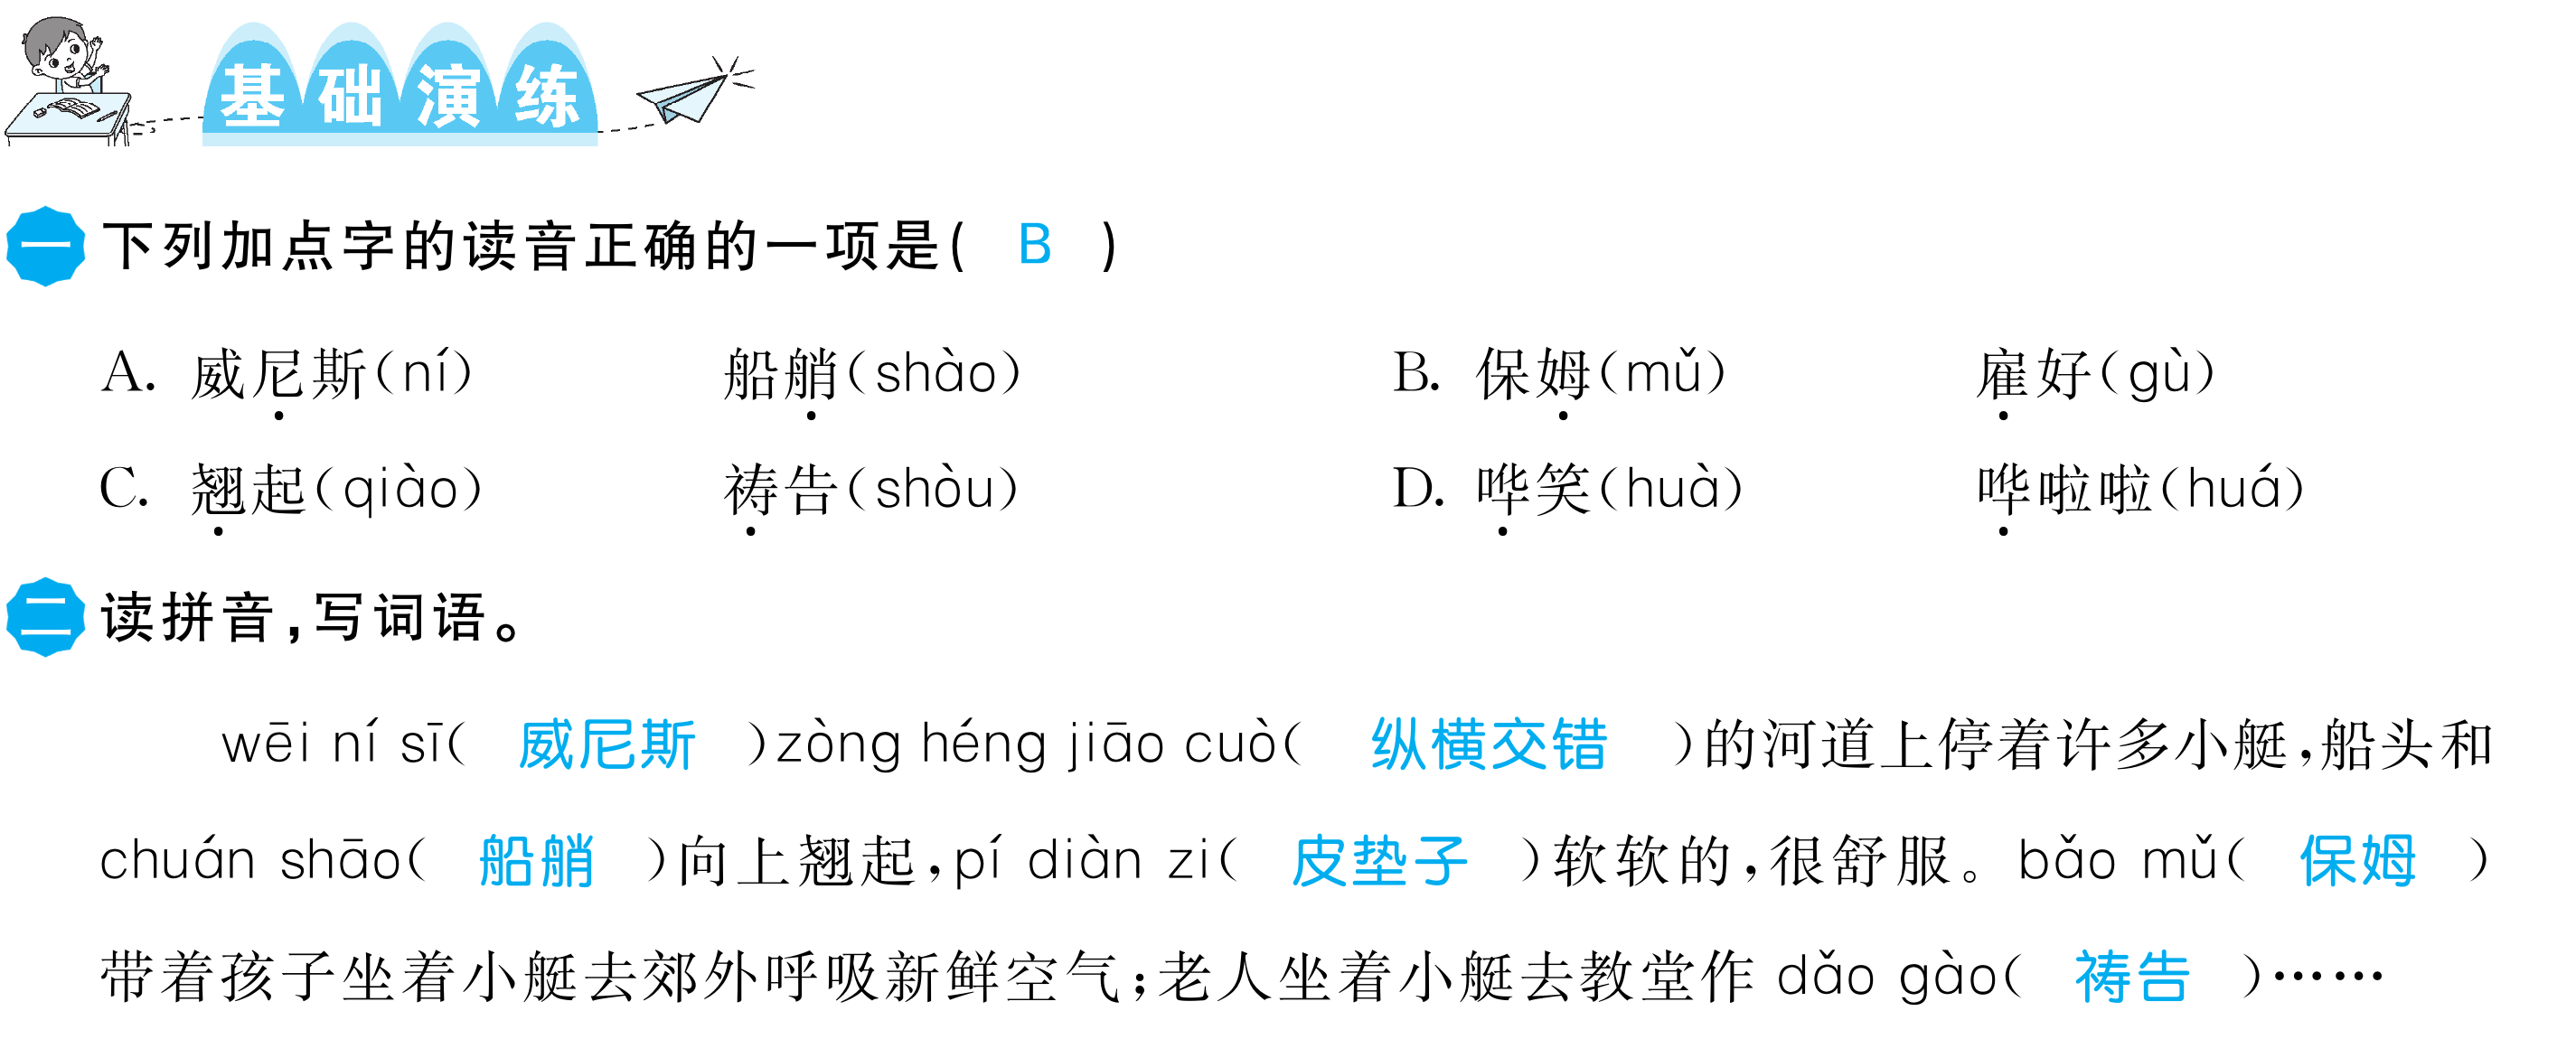 基础演练
一 下列加点字的读音正确的一项是( B )
A. 威尼斯(ní) 船艄(shào) B. 保姆(mǔ) 雇好(gù)
C. 翘起(qiào) 祷告(shòu) D. 哗笑(huà) 哗啦啦(huá)
二 读拼音,写词语。
wēi ní sī( 威尼斯 )zòng héng jiāo cuò( 纵横交错 )的河道上停着许多小艇,船头和
chuán shāo( 船艄 )向上翘起,pí diàn zi( 皮垫子 )软软的,很舒服。bǎo mǔ( 保姆 )
带着孩子坐着小艇去郊外呼吸新鲜空气;老人坐着小艇去教堂作 dǎo gào( 祷告 )……